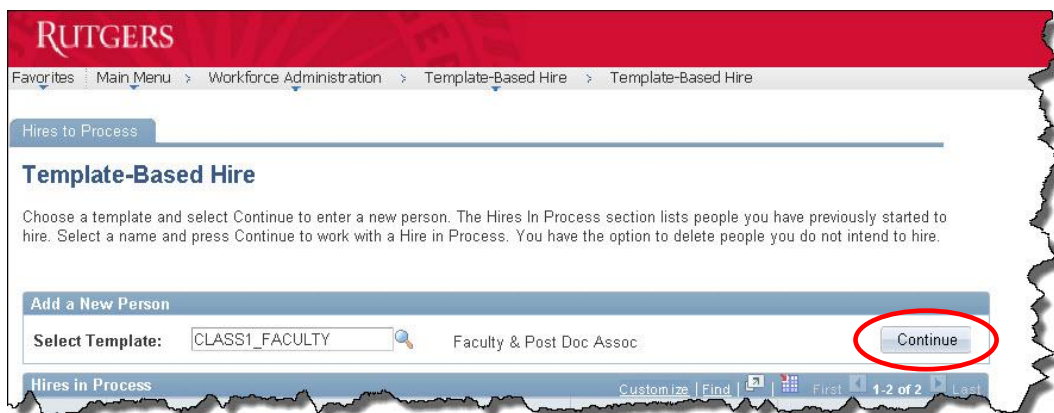 RUTGERS
Favorites Main Menu > Workforce Administration > Template-Based Hire > Template-Based Hire
Hires to Process
Template-Based Hire
Choose a template and select Continue to enter a new person. The Hires In Process section lists people you have previously started to
hire. Select a name and press Continue to work with a Hire in Process. You have the option to delete people you do not intend to hire.
Add a New Person
Select Template: CLASS1_FACULTY Faculty & Post Doc Assoc Continue
Hires in Process Customize | Find | First 1-2 of 2 Last